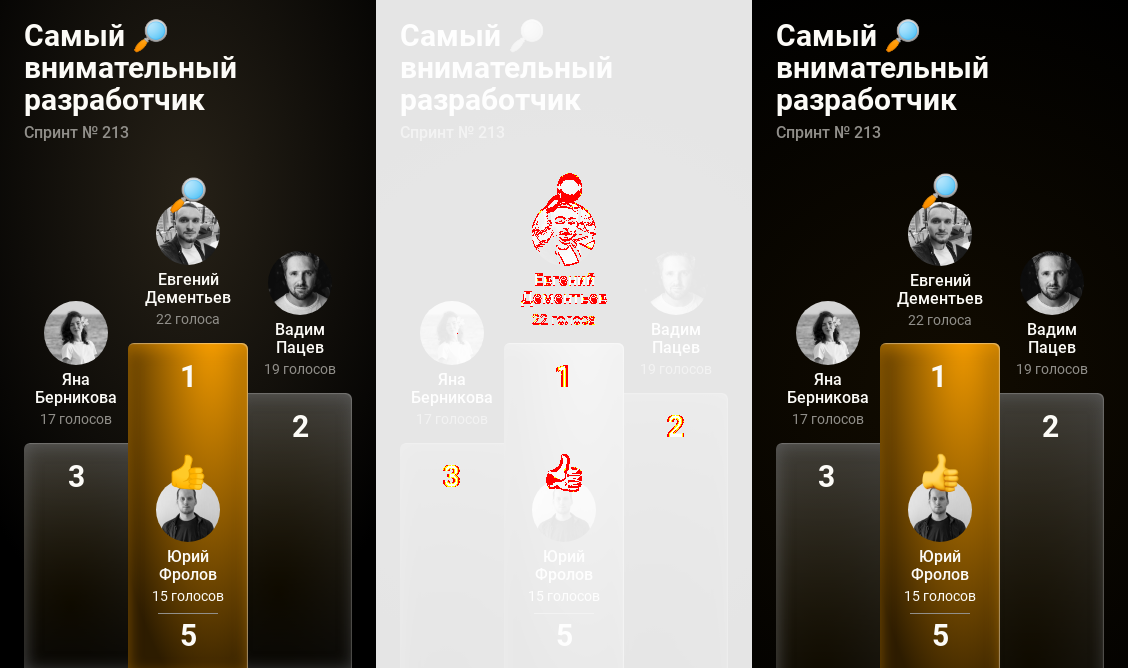 Самый 🔎
внимательный
разработчик
Спринт № 213
Евгений
Дементьев
22 голоса
Вадим
Пацев
19 голосов
Яна
Берникова
17 голосов
1
2
3
Юрий
Фролов
15 голосов
5
Самый 🔎
внимательный
разработчик
Спринт № 213
Евгений
Дементьев
22 голоса
Вадим
Пацев
19 голосов
Яна
Берникова
17 голосов
1
2
3
Юрий
Фролов
15 голосов
5
Самый 🔎
внимательный
разработчик
Спринт № 213
Евгений
Дементьев
22 голоса
Вадим
Пацев
19 голосов
Яна
Берникова
17 голосов
1
2
3
Юрий
Фролов
15 голосов
5